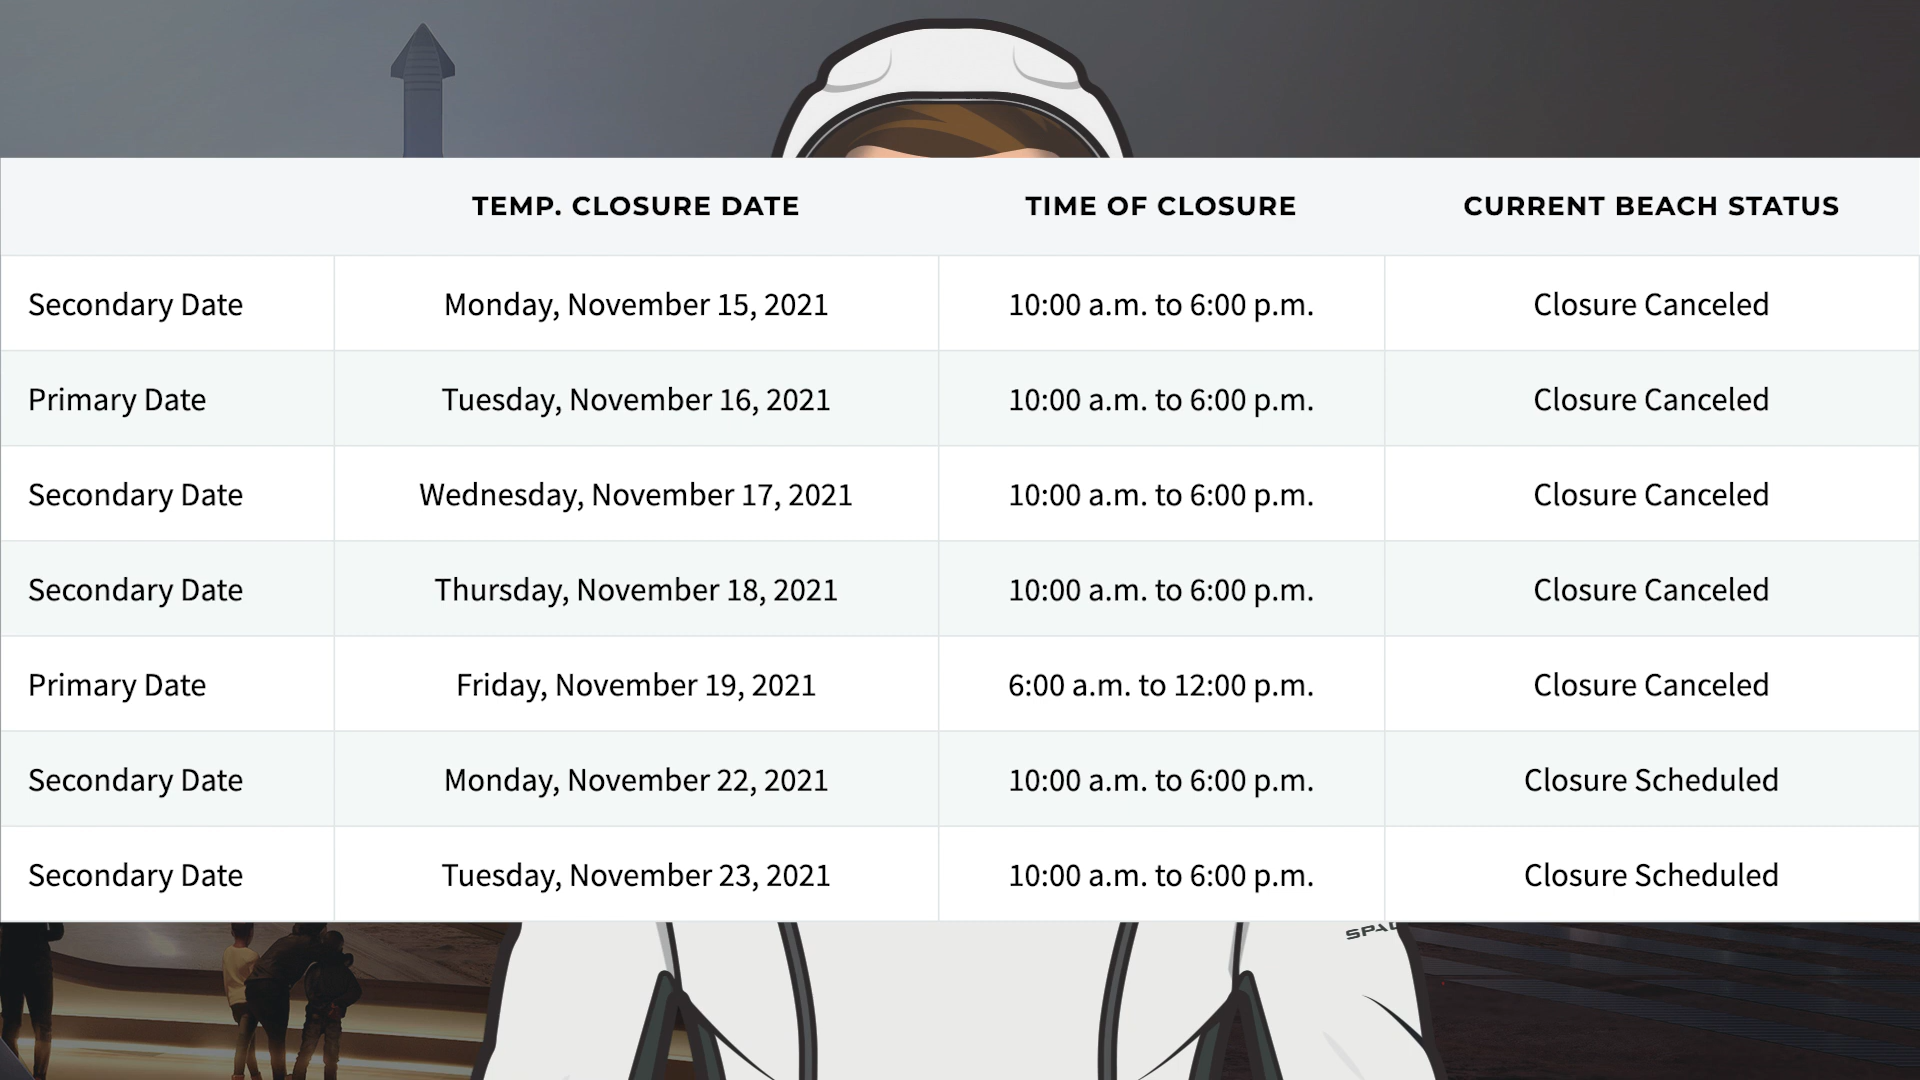 TEMP. CLOSURE DATE TIME OF CLOSURE CURRENT BEACH STATUS
Secondary Date Monday, November 15, 2021 10:00 a.m. to 6:00 p.m. Closure Canceled
Primary Date Tuesday, November 16, 2021 10:00 a.m. to 6:00 p.m. Closure Canceled
Secondary Date Wednesday, November 17, 2021 10:00 a.m. to 6:00 p.m. Closure Canceled
Secondary Date Thursday, November 18, 2021 10:00 a.m. to 6:00 p.m. Closure Canceled
Primary Date Friday, November 19, 2021 6:00 a.m. to 12:00 p.m. Closure Canceled
Secondary Date Monday, November 22, 2021 10:00 a.m. to 6:00 p.m. Closure Scheduled
Secondary Date Tuesday, November 23, 2021 10:00 a.m. to 6:00 p.m. Closure Scheduled